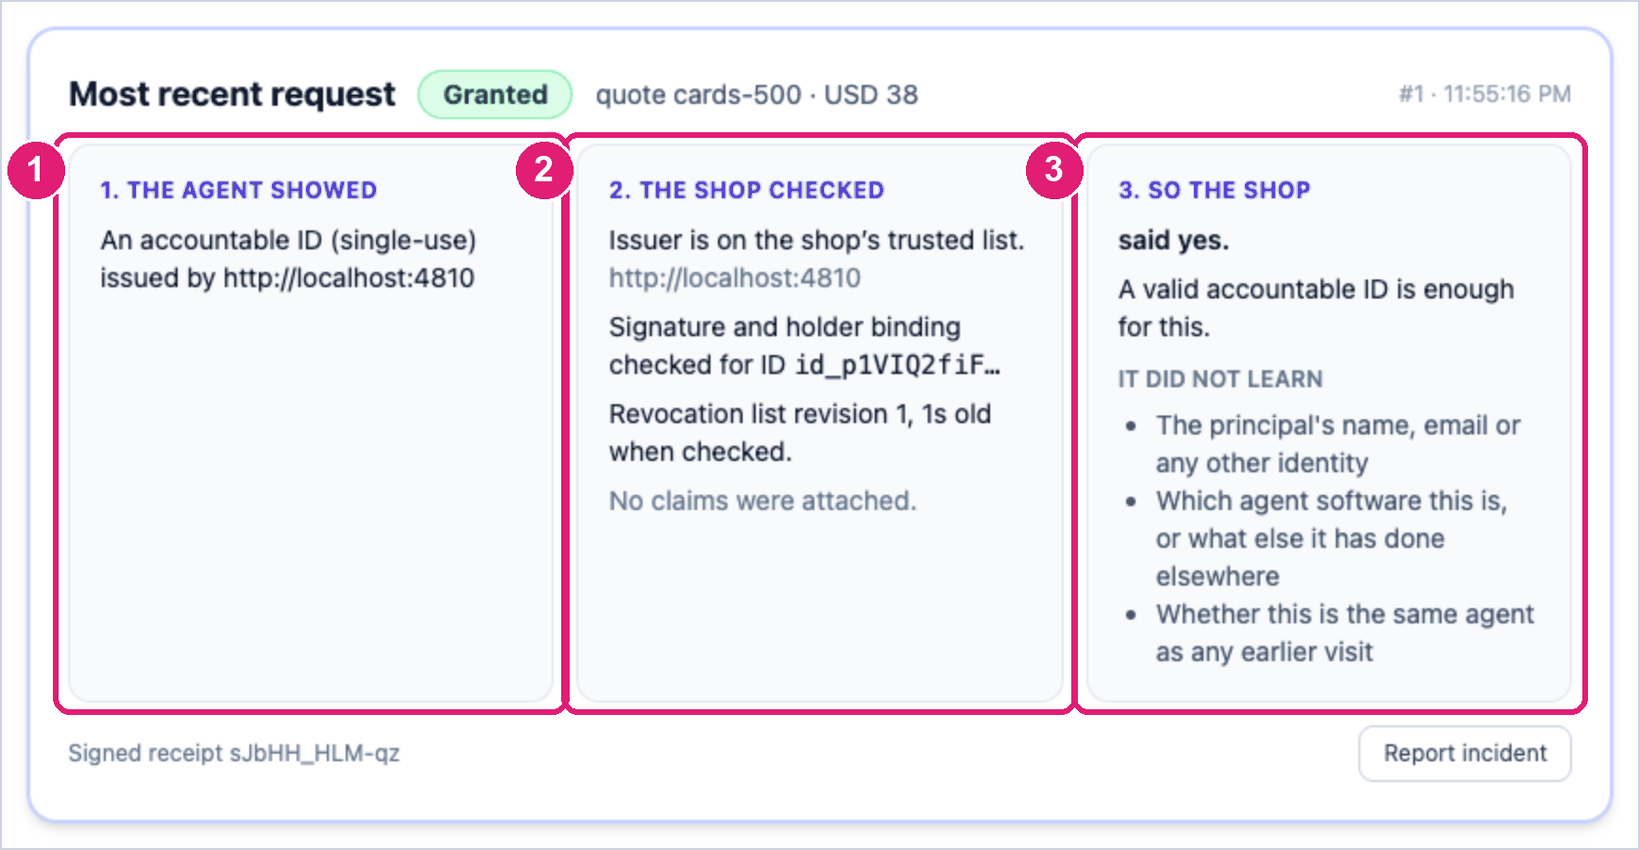 Most recent request
Granted
quote cards-500 · USD 38
#1 · 11:55:16 PM
1
1. THE AGENT SHOWED
An accountable ID (single-use)
issued by http://localhost:4810
2
2. THE SHOP CHECKED
Issuer is on the shop’s trusted list.
http://localhost:4810
Signature and holder binding
checked for ID id_p1VIQ2fiF…
Revocation list revision 1, 1s old
when checked.
No claims were attached.
3
3. SO THE SHOP
said yes.
A valid accountable ID is enough
for this.
IT DID NOT LEARN
• The principal's name, email or
any other identity
• Which agent software this is,
or what else it has done
elsewhere
• Whether this is the same agent
as any earlier visit
Signed receipt sJbHH_HLM-qz
Report incident